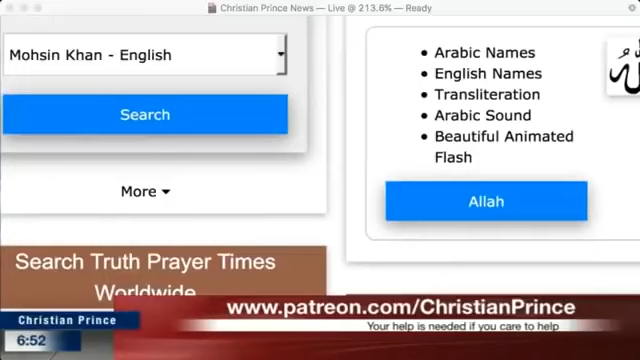 Christian Prince News — Live @ 213.6% — Ready
Mohsin Khan - English
Search
More
Arabic Names
English Names
Transliteration
Arabic Sound
Beautiful Animated
Flash
Allah
Search Truth Prayer Times
Worldwide
www.patreon.com/ChristianPrince
Your help is needed if you care to help
Christian Prince
6:52